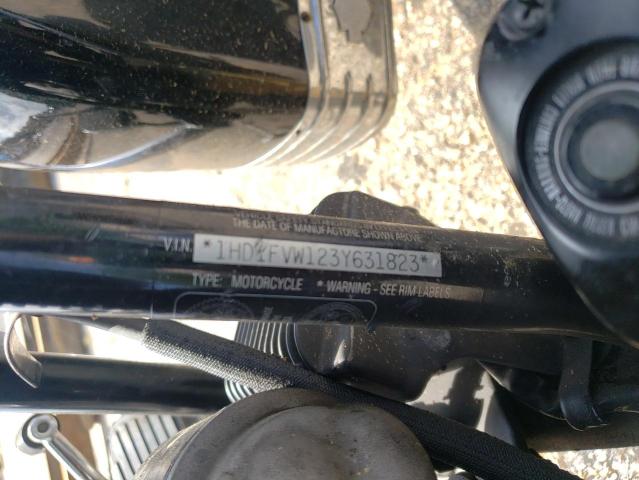 THE DATE OF MANUFACTURE SHOWN ABOVE.
V.I.N. *1HD1FVW123Y631823*
TYPE: MOTORCYCLE * WARNING - SEE RIM LABELS